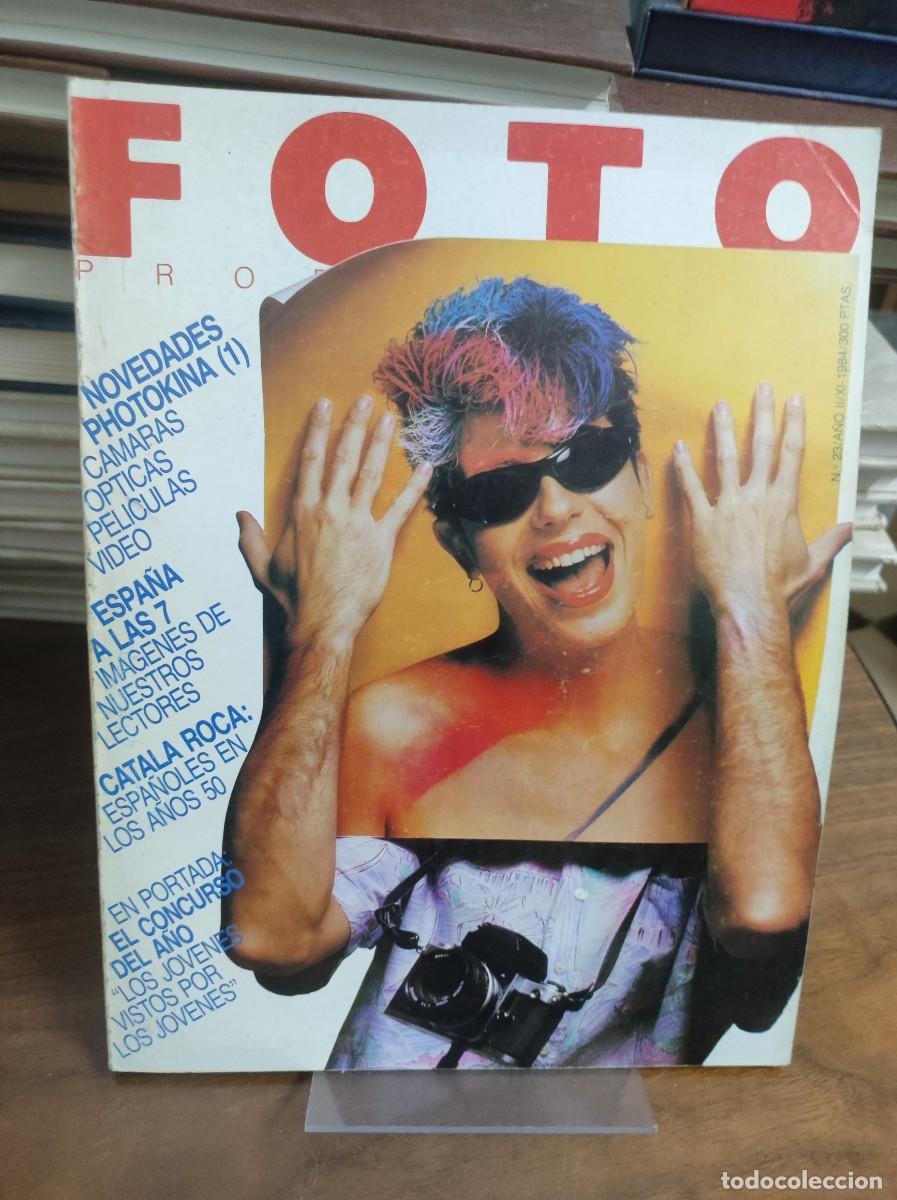 FOTO
PRO
NOVEDADES
PHOTOKINA (1)
CAMARAS
OPTICAS
PELICULAS
VIDEO
ESPAÑA
A LAS 7
IMAGENES DE
NUESTROS
LECTORES
CATALA ROCA:
ESPAÑOLES EN
LOS AÑOS 50
EN PORTADA:
EL CONCURSO
DEL AÑO
"LOS JOVENES
VISTOS POR
LOS JOVENES"
N.º 23/AÑO II/XI-1984/300 PTAS
todocoleccion